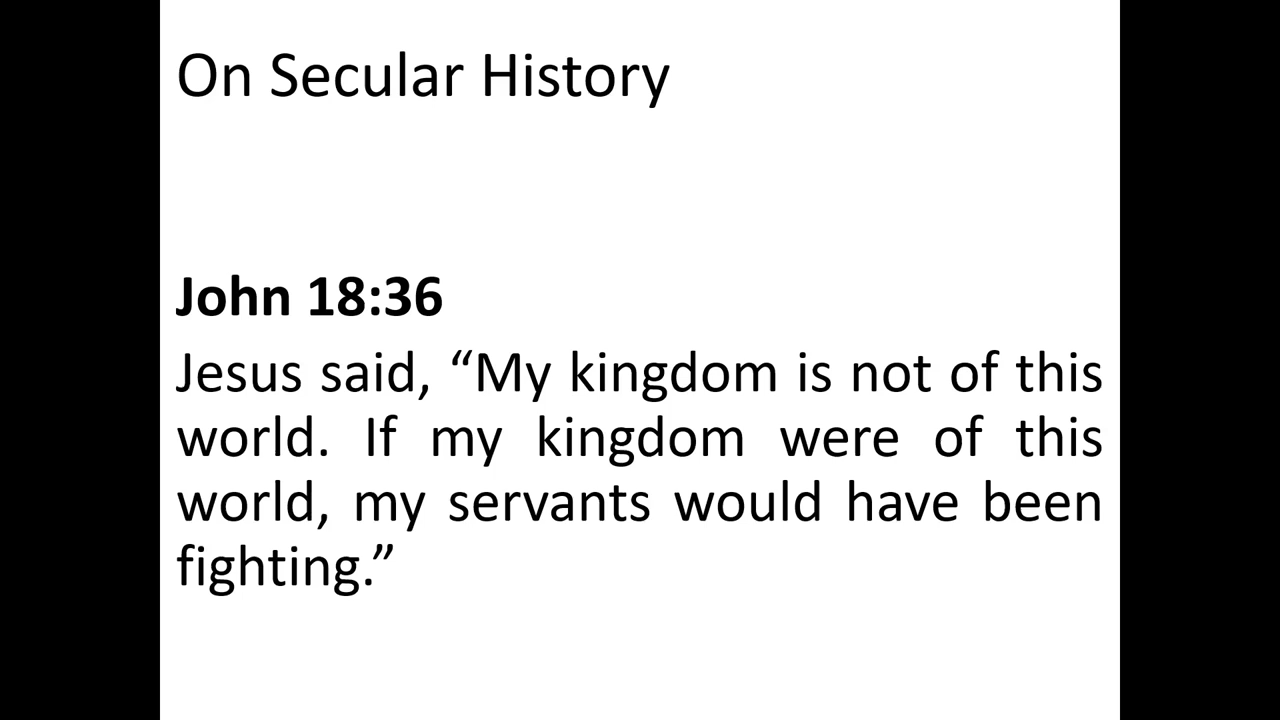 On Secular History
John 18:36
Jesus said, “My kingdom is not of this
world. If my kingdom were of this
world, my servants would have been
fighting.”